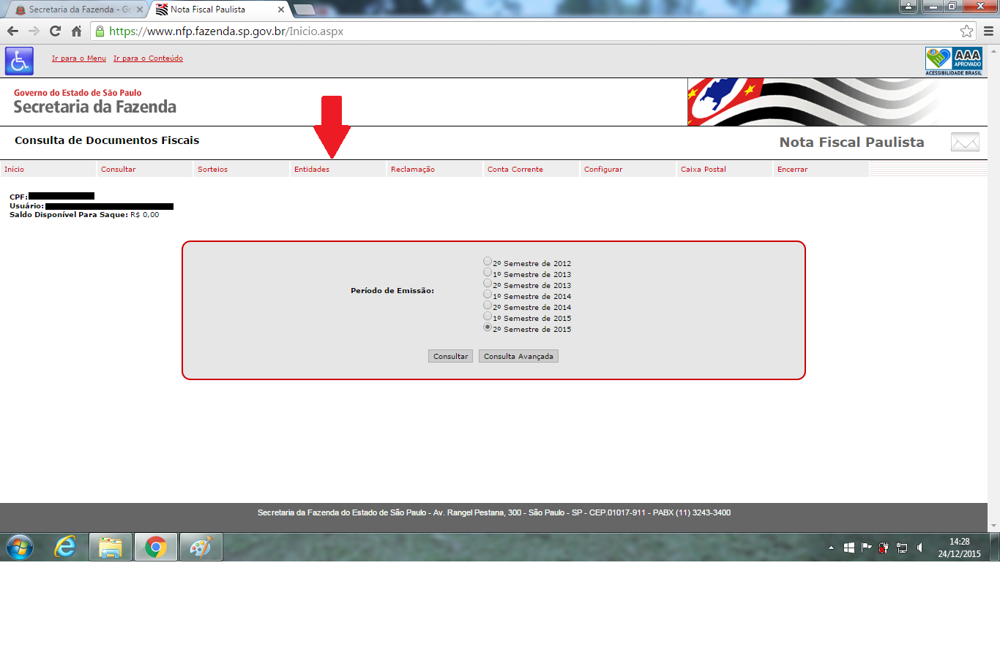 Secretaria da Fazenda - Go
Nota Fiscal Paulista
https://www.nfp.fazenda.sp.gov.br/Inicio.aspx
Ir para o Menu Ir para o Conteúdo
AAA
APROVADO
ACESSIBILIDADE BRASIL
Governo do Estado de São Paulo
Secretaria da Fazenda
Consulta de Documentos Fiscais
Nota Fiscal Paulista
Início Consultar Sorteios Entidades Reclamação Conta Corrente Configurar Caixa Postal Encerrar
CPF:
Usuário:
Saldo Disponível Para Saque: R$ 0,00
Período de Emissão:
2º Semestre de 2012
1º Semestre de 2013
2º Semestre de 2013
1º Semestre de 2014
2º Semestre de 2014
1º Semestre de 2015
2º Semestre de 2015
Consultar Consulta Avançada
Secretaria da Fazenda do Estado de São Paulo - Av. Rangel Pestana, 300 - São Paulo - SP - CEP.01017-911 - PABX (11) 3243-3400
14:28
24/12/2015